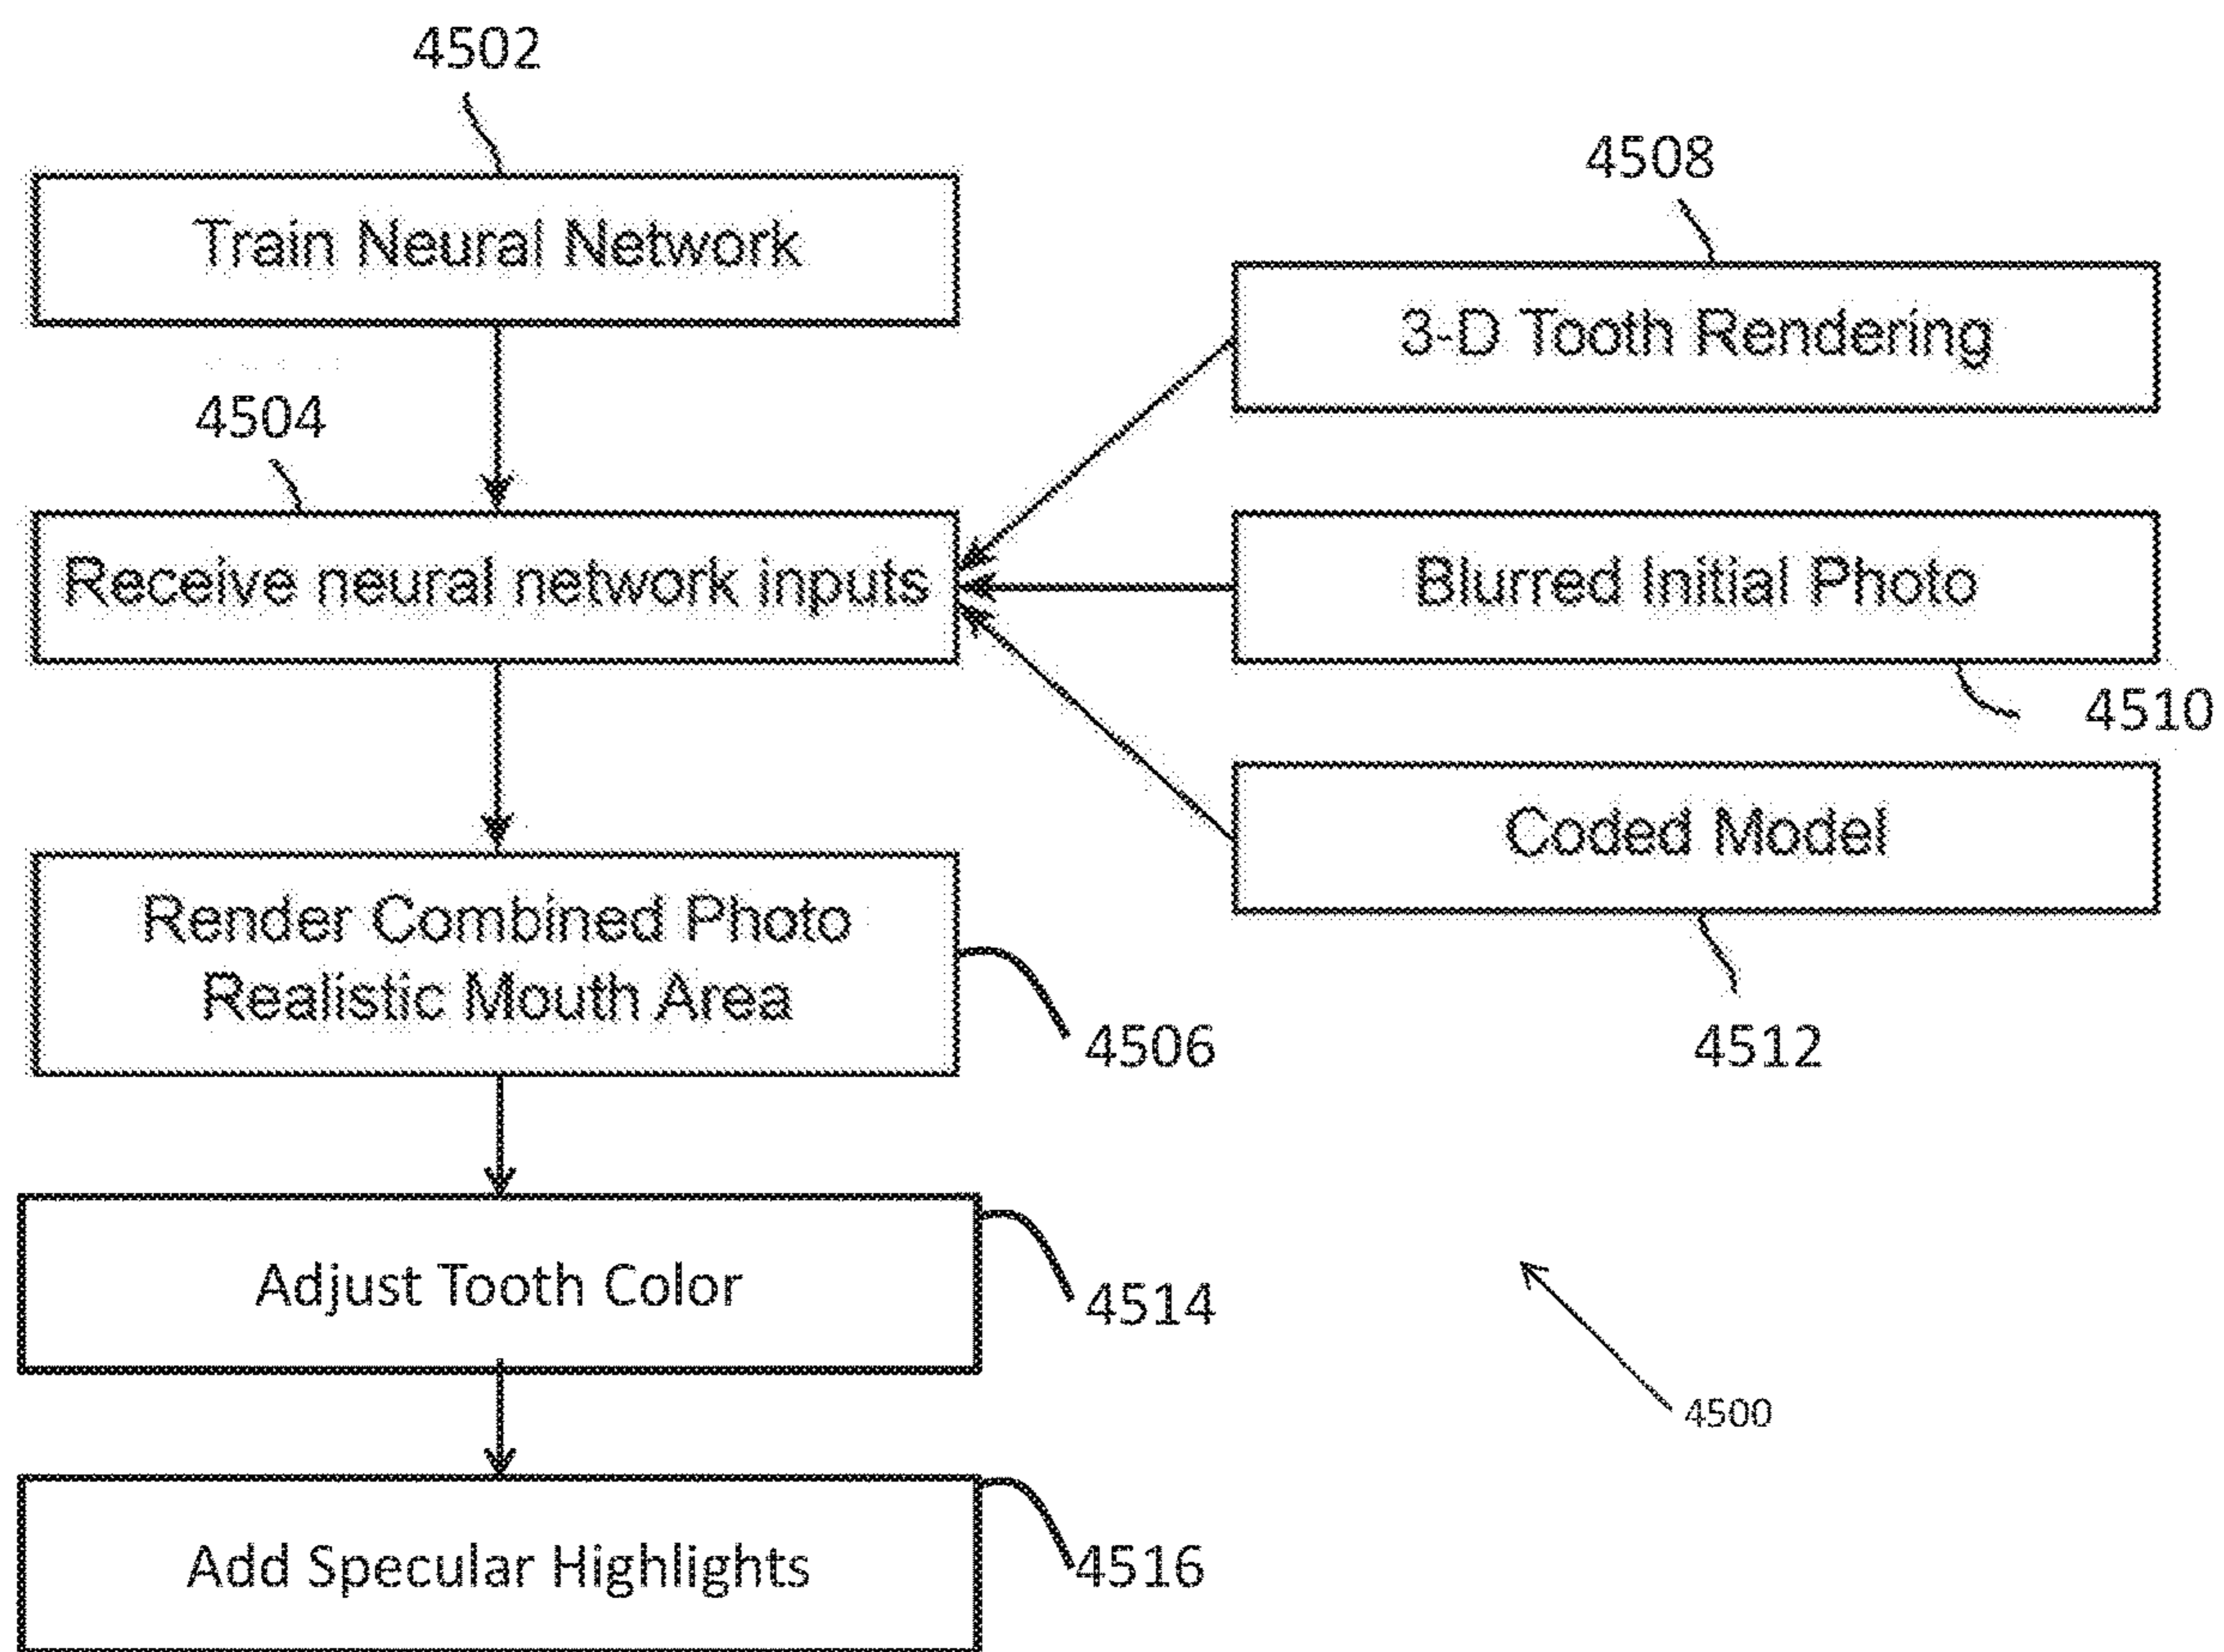 4502
Train Neural Network
4508
3-D Tooth Rendering
4504
Receive neural network inputs
Blurred Initial Photo
4510
Coded Model
4512
Render Combined Photo
Realistic Mouth Area
4506
Adjust Tooth Color
4514
4500
Add Specular Highlights
4516